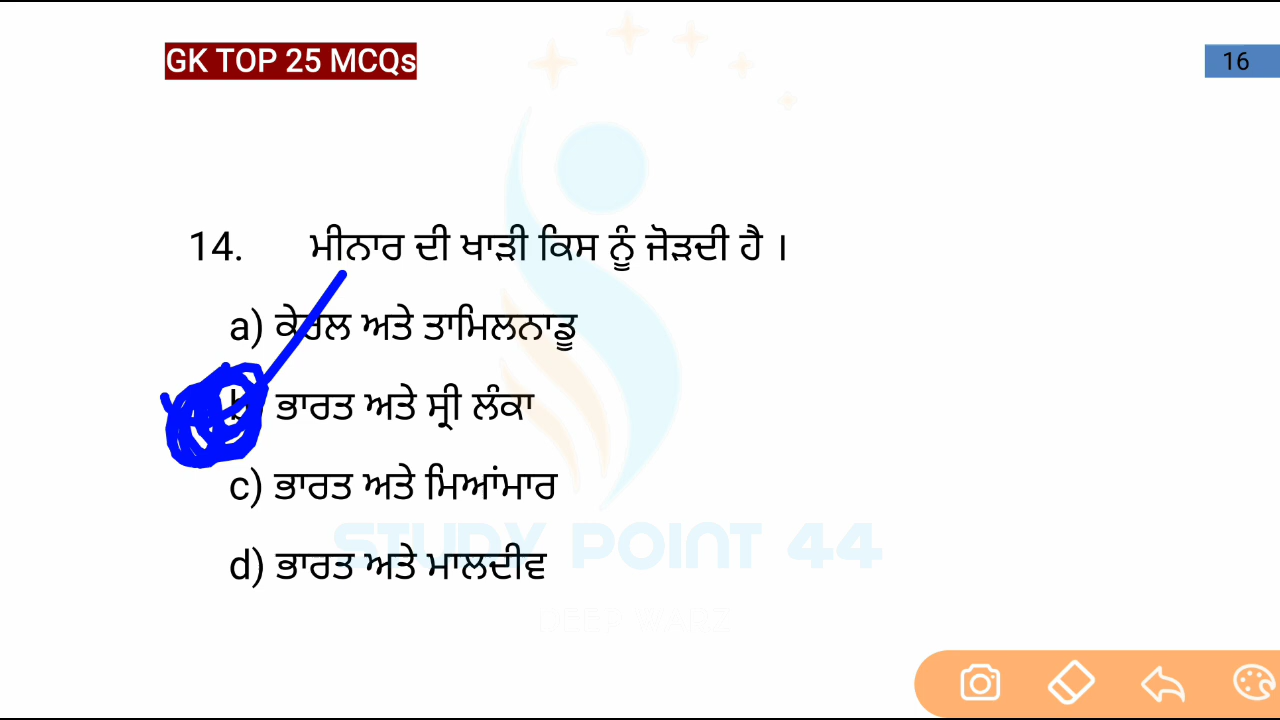 GK TOP 25 MCQs
16
14. ਮੀਨਾਰ ਦੀ ਖਾੜੀ ਕਿਸ ਨੂੰ ਜੋੜਦੀ ਹੈ ।
a) ਕੇਰਲ ਅਤੇ ਤਾਮਿਲਨਾਡੂ
b) ਭਾਰਤ ਅਤੇ ਸ੍ਰੀ ਲੰਕਾ
c) ਭਾਰਤ ਅਤੇ ਮਿਆਂਮਾਰ
STUDY POINT 44
d) ਭਾਰਤ ਅਤੇ ਮਾਲਦੀਵ